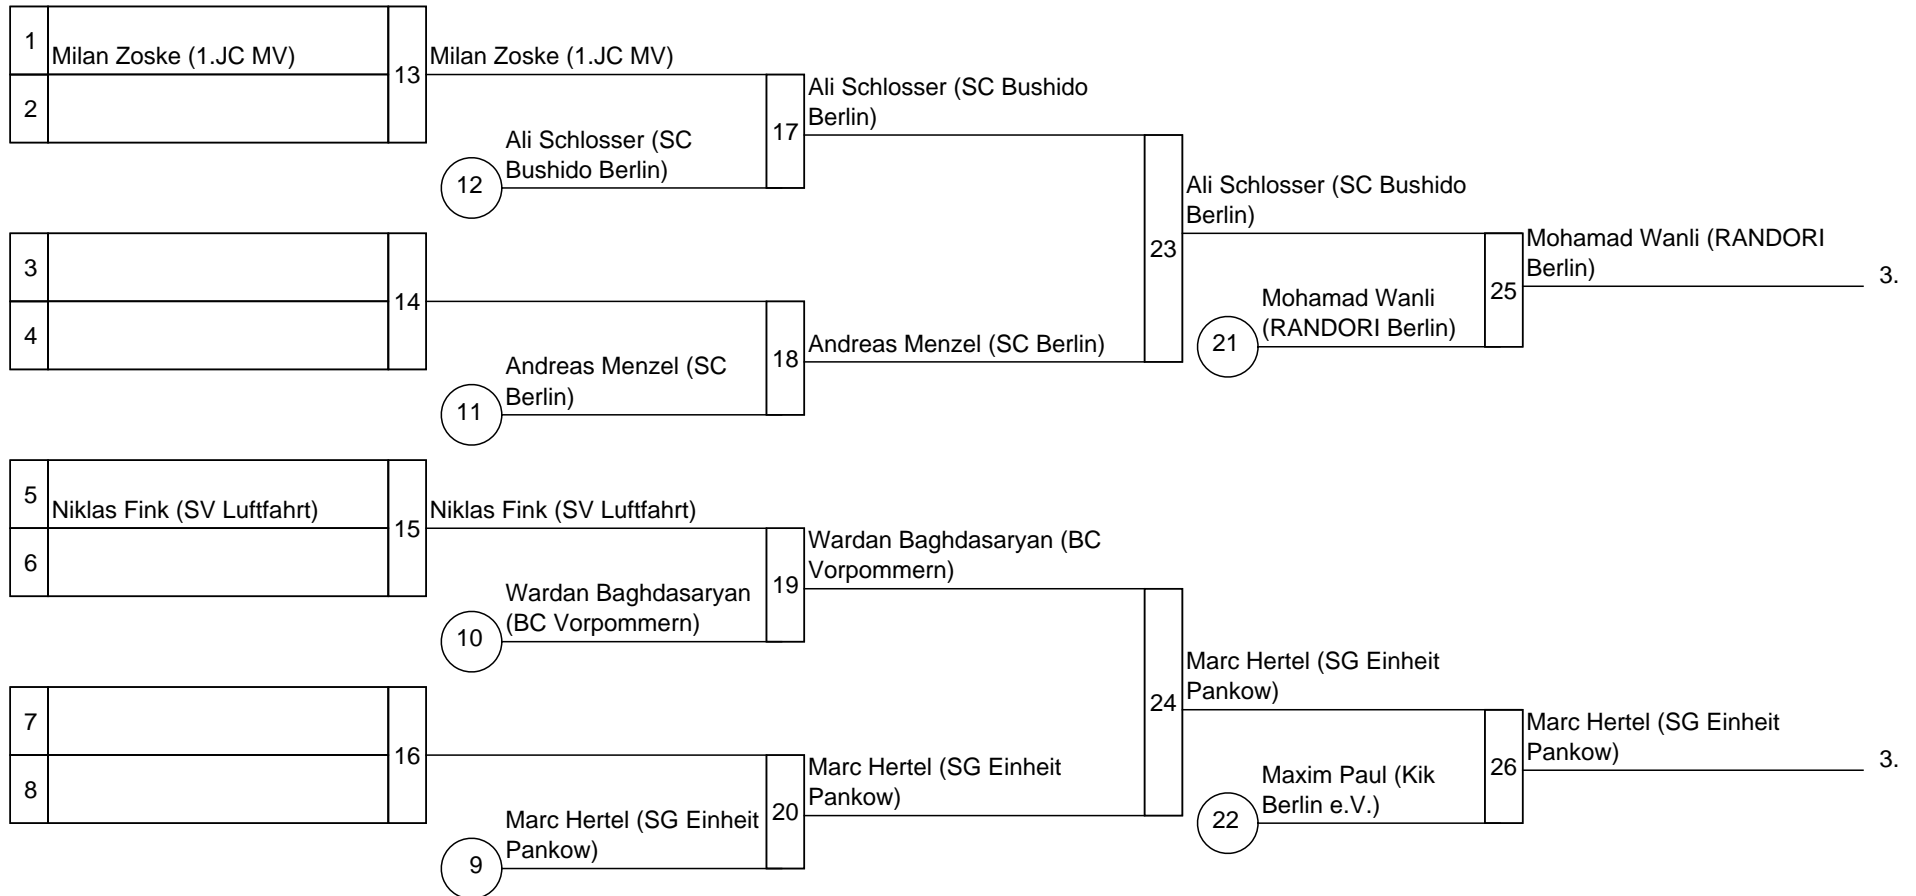 1
Milan Zoske (1.JC MV)
13
Milan Zoske (1.JC MV)
2
Ali Schlosser (SC
Bushido Berlin)
12
17
Ali Schlosser (SC Bushido
Berlin)
3
14
4
Andreas Menzel (SC
Berlin)
11
18
Andreas Menzel (SC Berlin)
23
Ali Schlosser (SC Bushido
Berlin)
Mohamad Wanli
(RANDORI Berlin)
21
25
Mohamad Wanli (RANDORI
Berlin)
3.
5
Niklas Fink (SV Luftfahrt)
15
Niklas Fink (SV Luftfahrt)
6
Wardan Baghdasaryan
(BC Vorpommern)
10
19
Wardan Baghdasaryan (BC
Vorpommern)
7
16
8
Marc Hertel (SG Einheit
Pankow)
9
20
Marc Hertel (SG Einheit
Pankow)
24
Marc Hertel (SG Einheit
Pankow)
Maxim Paul (Kik
Berlin e.V.)
22
26
Marc Hertel (SG Einheit
Pankow)
3.